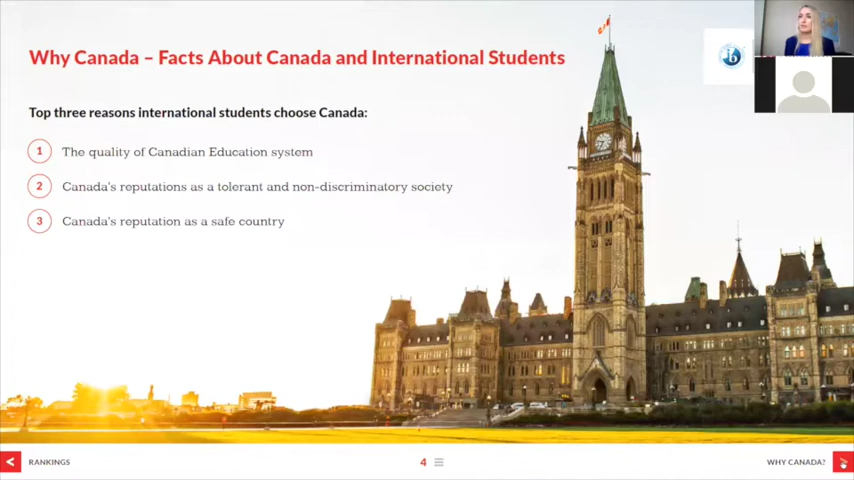 Why Canada – Facts About Canada and International Students
Top three reasons international students choose Canada:
1 The quality of Canadian Education system
2 Canada's reputations as a tolerant and non-discriminatory society
3 Canada's reputation as a safe country
RANKINGS
4
WHY CANADA?